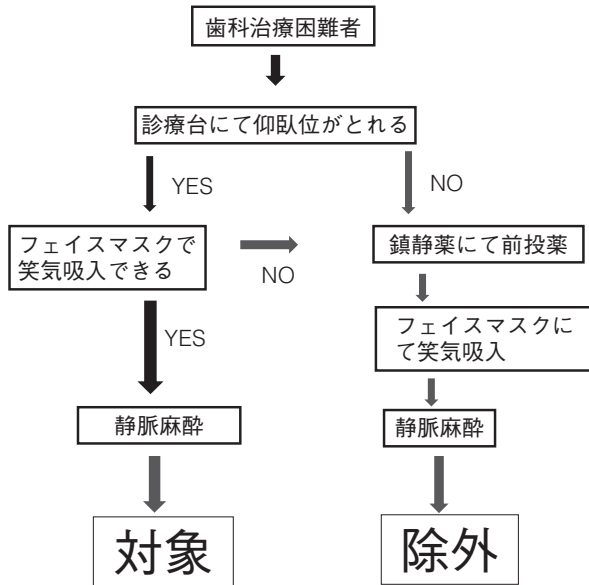 歯科治療困難者
診療台にて仰臥位がとれる
YES
NO
フェイスマスクで
笑気吸入できる
NO
鎮静薬にて前投薬
YES
フェイスマスクに
て笑気吸入
静脈麻酔
静脈麻酔
対象
除外